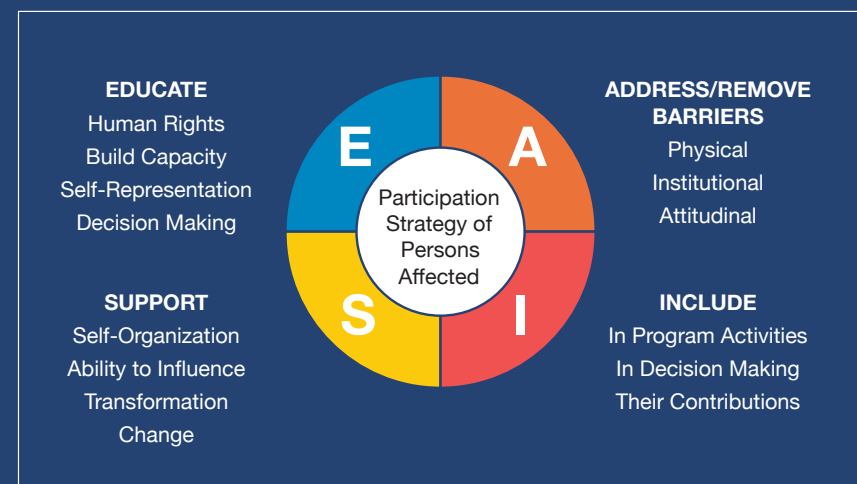 EDUCATE
Human Rights
Build Capacity
Self-Representation
Decision Making
E
A
ADDRESS/REMOVE
BARRIERS
Physical
Institutional
Attitudinal
Participation
Strategy of
Persons
Affected
SUPPORT
Self-Organization
Ability to Influence
Transformation
Change
S
I
INCLUDE
In Program Activities
In Decision Making
Their Contributions